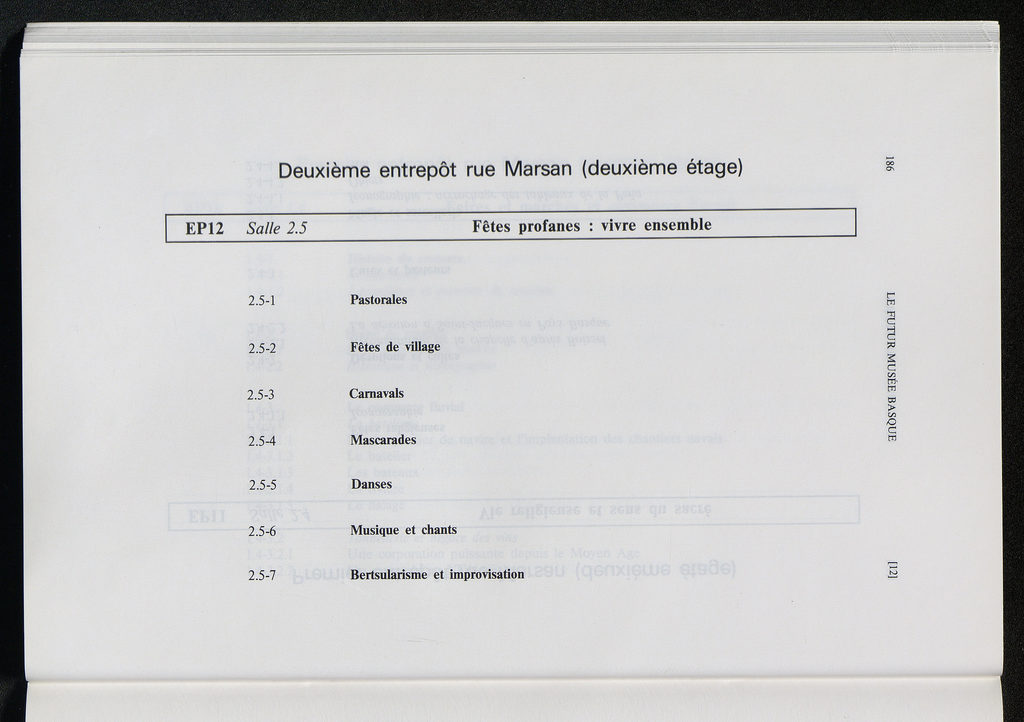 Deuxième entrepôt rue Marsan (deuxième étage)
EP12 Salle 2.5 Fêtes profanes : vivre ensemble
2.5-1 Pastorales
2.5-2 Fêtes de village
2.5-3 Carnavals
2.5-4 Mascarades
2.5-5 Danses
2.5-6 Musique et chants
2.5-7 Bertsularisme et improvisation
186
LE FUTUR MUSÉE BASQUE
[12]